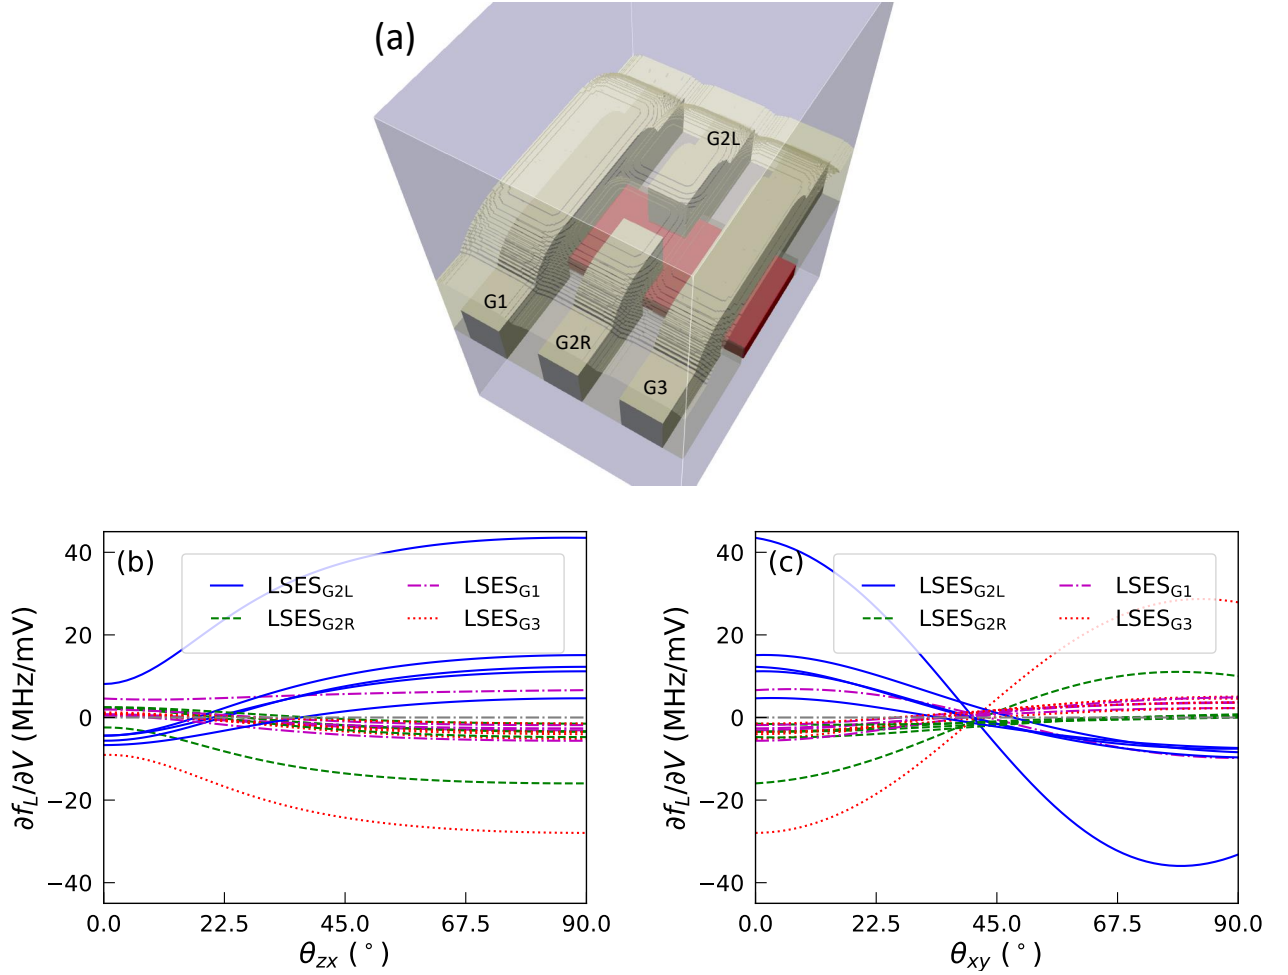 (a)
G2L
G1
G2R
G3
(b)
LSES_G2L
LSES_G1
LSES_G2R
LSES_G3
40
20
0
−20
−40
∂f_L/∂V (MHz/mV)
0.0 22.5 45.0 67.5 90.0
θ_zx (°)
(c)
LSES_G2L
LSES_G1
LSES_G2R
LSES_G3
40
20
0
−20
−40
∂f_L/∂V (MHz/mV)
0.0 22.5 45.0 67.5 90.0
θ_xy (°)